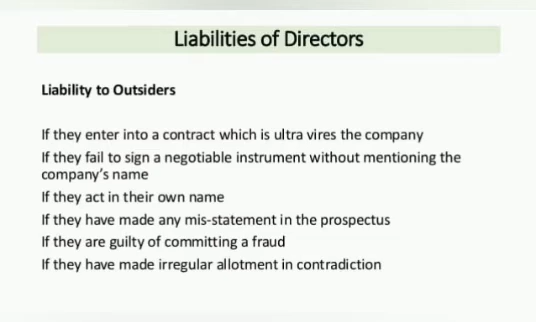 Liabilities of Directors
Liability to Outsiders
If they enter into a contract which is ultra vires the company
If they fail to sign a negotiable instrument without mentioning the
company's name
If they act in their own name
If they have made any mis-statement in the prospectus
If they are guilty of committing a fraud
If they have made irregular allotment in contradiction